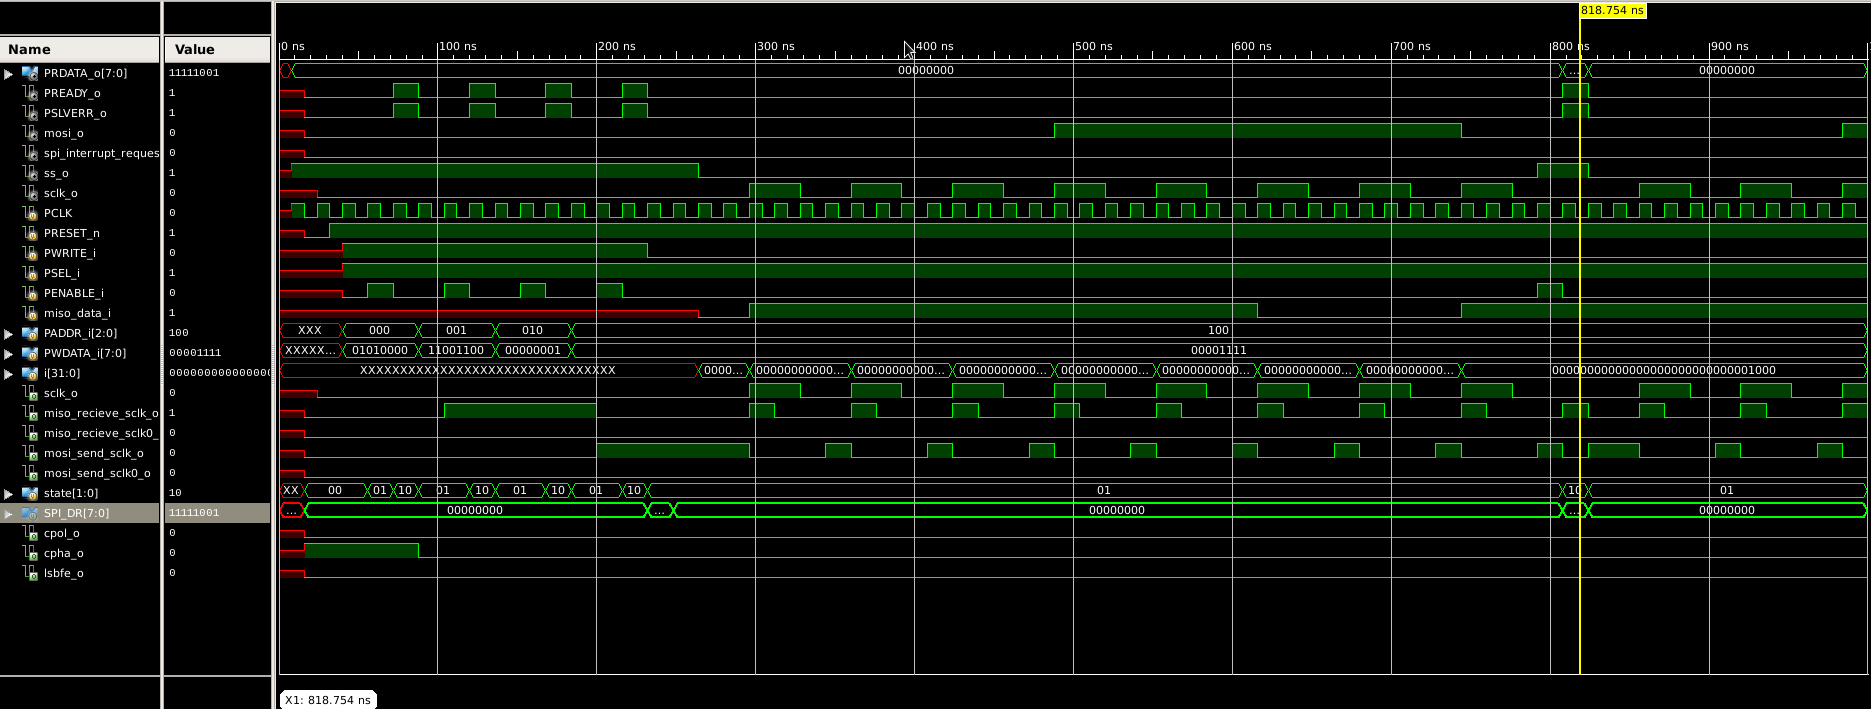 818.754 ns
Name Value 0 ns 100 ns 200 ns 300 ns 400 ns 500 ns 600 ns 700 ns 800 ns 900 ns
PRDATA_o[7:0] 11111001 00000000 ... 00000000
PREADY_o 1
PSLVERR_o 1
mosi_o 0
spi_interrupt_reques 0
ss_o 1
sclk_o 0
PCLK 0
PRESET_n 1
PWRITE_i 0
PSEL_i 1
PENABLE_i 0
miso_data_i 1
PADDR_i[2:0] 100 XXX 000 001 010 100
PWDATA_i[7:0] 00001111 XXXXX... 01010000 11001100 00000001 00001111
i[31:0] 000000000000000( XXXXXXXXXXXXXXXXXXXXXXXXXXXXXXXX 0000... 00000000000... 00000000000... 00000000000... 00000000000... 00000000000... 00000000000... 00000000000... 00000000000000000000000000001000
sclk_o 0
miso_recieve_sclk_o 1
miso_recieve_sclk0_ 0
mosi_send_sclk_o 0
mosi_send_sclk0_o 0
state[1:0] 10 XX 00 01 10 01 10 01 10 01 10 01 10 01
SPI_DR[7:0] 11111001 ... 00000000 ... 00000000 ... 00000000
cpol_o 0
cpha_o 0
lsbfe_o 0
X1: 818.754 ns